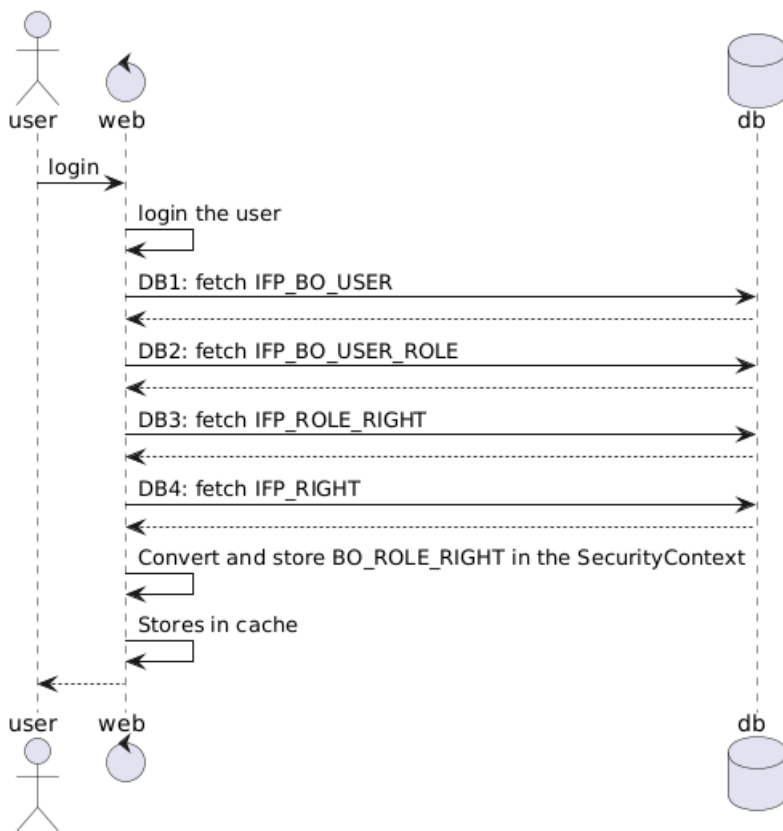 user web db
login
login the user
DB1: fetch IFP_BO_USER
DB2: fetch IFP_BO_USER_ROLE
DB3: fetch IFP_ROLE_RIGHT
DB4: fetch IFP_RIGHT
Convert and store BO_ROLE_RIGHT in the SecurityContext
Stores in cache
user web db